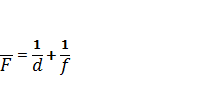 F̅ = 1/d + 1/f